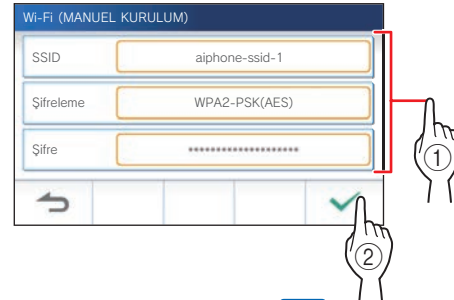 Wi-Fi (MANUEL KURULUM)
SSID
aiphone-ssid-1
Şifreleme
WPA2-PSK(AES)
Şifre
********************
①
②